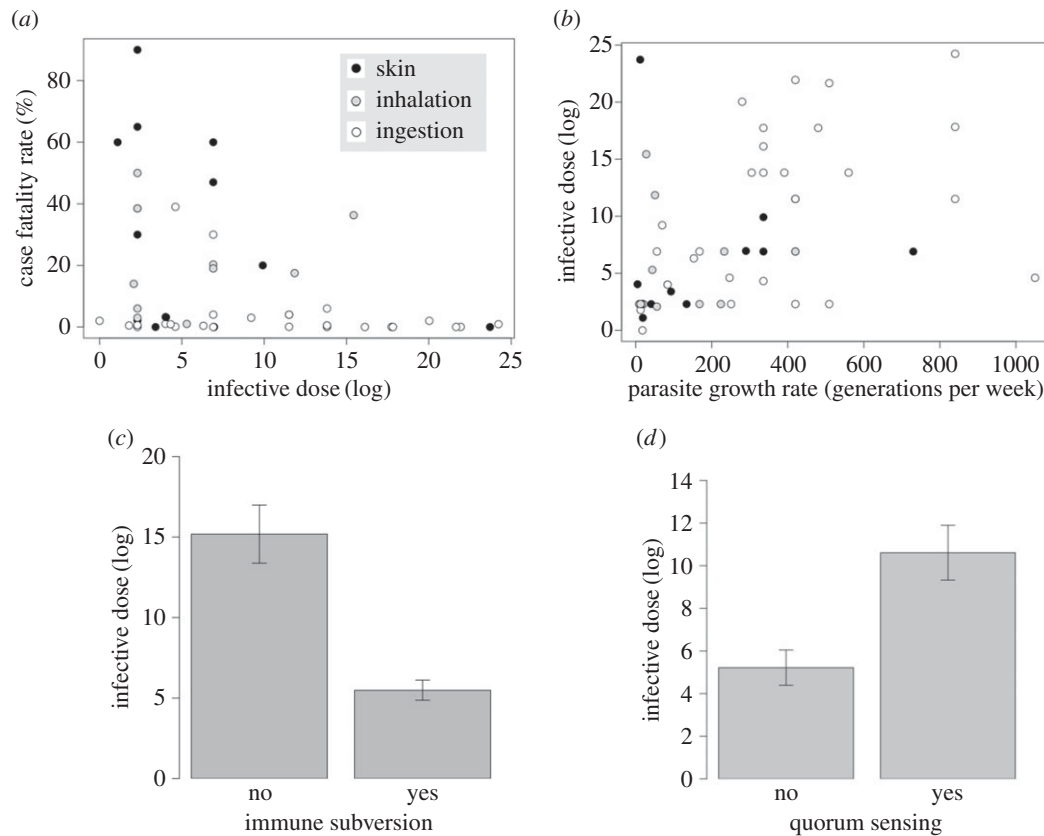 (a)
case fatality rate (%)
80
60
40
20
0
skin
inhalation
ingestion
0 5 10 15 20 25
infective dose (log)
(b)
infective dose (log)
25
20
15
10
5
0
0 200 400 600 800 1000
parasite growth rate (generations per week)
(c)
infective dose (log)
20
15
10
5
0
no yes
immune subversion
(d)
infective dose (log)
14
12
10
8
6
4
2
0
no yes
quorum sensing